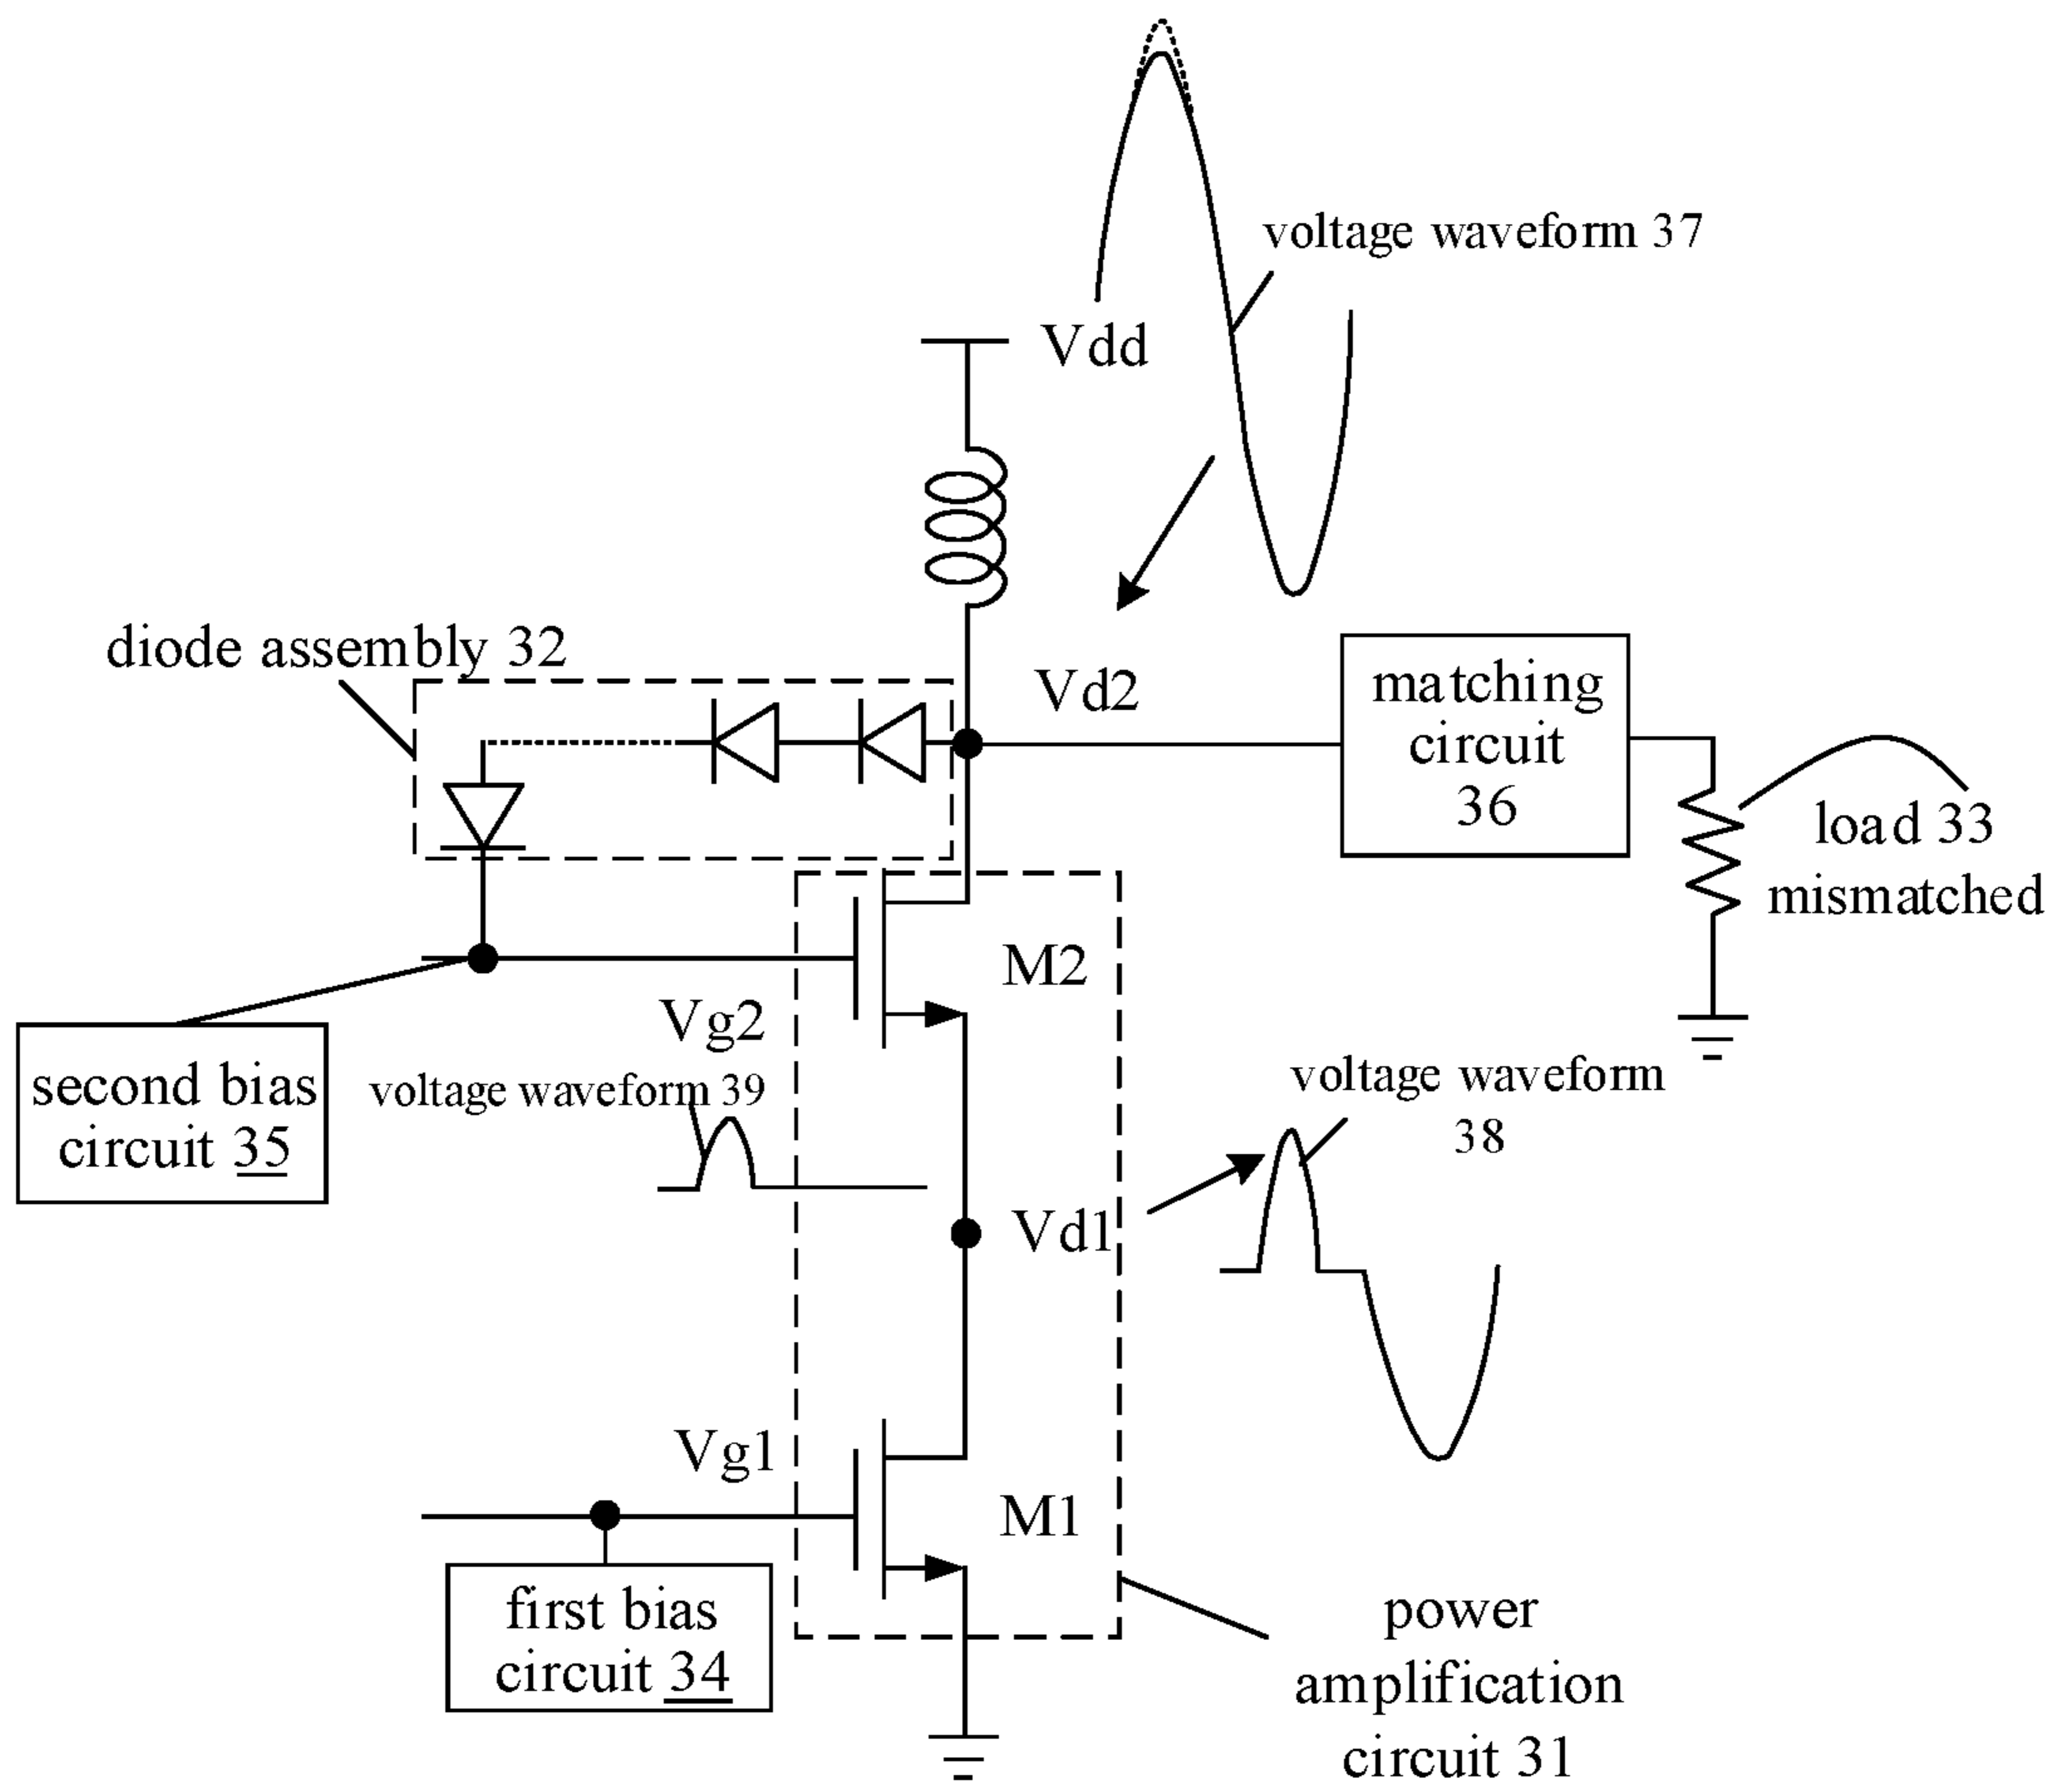 voltage waveform 37
Vdd
diode assembly 32
Vd2
matching
circuit
36
load 33
mismatched
M2
Vg2
second bias
circuit 35
voltage waveform 39
voltage waveform
38
Vd1
Vg1
M1
first bias
circuit 34
power
amplification
circuit 31